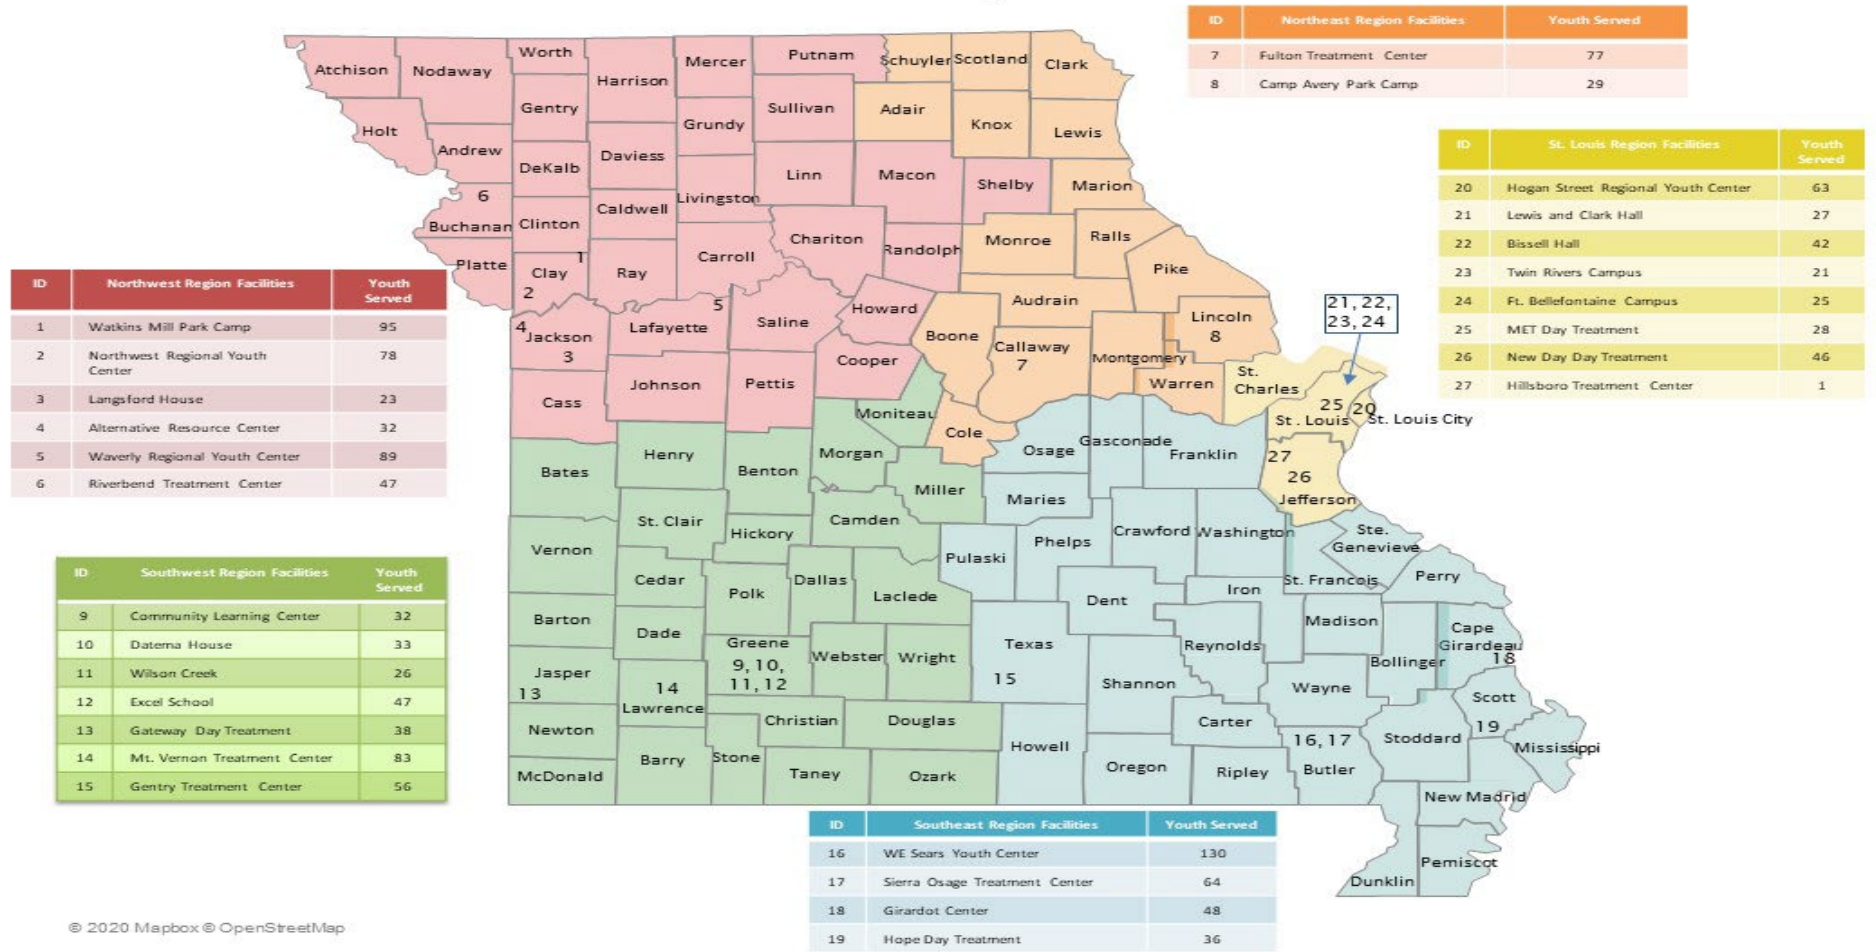 ID Northeast Region Facilities Youth Served
7 Fulton Treatment Center 77
8 Camp Avery Park Camp 29
ID St. Louis Region Facilities Youth Served
20 Hogan Street Regional Youth Center 63
21 Lewis and Clark Hall 27
22 Bissell Hall 42
23 Twin Rivers Campus 21
24 Ft. Bellefontaine Campus 25
25 MET Day Treatment 28
26 New Day Day Treatment 46
27 Hillsboro Treatment Center 1
ID Northwest Region Facilities Youth Served
1 Watkins Mill Park Camp 95
2 Northwest Regional Youth Center 78
3 Langsford House 23
4 Alternative Resource Center 32
5 Waverly Regional Youth Center 89
6 Riverbend Treatment Center 47
ID Southwest Region Facilities Youth Served
9 Community Learning Center 32
10 Datema House 33
11 Wilson Creek 26
12 Excel School 47
13 Gateway Day Treatment 38
14 Mt. Vernon Treatment Center 83
15 Gentry Treatment Center 56
ID Southeast Region Facilities Youth Served
16 WE Sears Youth Center 130
17 Sierra Osage Treatment Center 64
18 Girardot Center 48
19 Hope Day Treatment 36
Atchison
Nodaway
Worth
Harrison
Mercer
Putnam
Schuyler
Scotland
Clark
Gentry
Grundy
Sullivan
Adair
Knox
Lewis
Holt
Andrew
DeKalb
Daviess
Linn
Macon
Shelby
Marion
6
Buchanan
Clinton
Caldwell
Livingston
Chariton
Randolph
Monroe
Ralls
Pike
Platte
1
Clay
2
Ray
Carroll
5
Howard
Audrain
Lincoln
8
21, 22,
23, 24
4
Jackson
3
Lafayette
Saline
Boone
Callaway
7
Montgomery
Warren
St.
Charles
Cass
Johnson
Pettis
Cooper
Moniteau
Cole
25
20
St. Louis
St. Louis City
Osage
Gasconade
Franklin
27
26
Jefferson
Bates
Henry
Benton
Morgan
Miller
Maries
Vernon
St. Clair
Hickory
Camden
Pulaski
Phelps
Crawford
Washington
Ste.
Genevieve
St. Francois
Perry
Cedar
Polk
Dallas
Laclede
Dent
Iron
Madison
Barton
Dade
Greene
9, 10,
11, 12
Webster
Wright
Texas
15
Reynolds
Bollinger
Cape
Girardeau
18
Jasper
13
14
Lawrence
Shannon
Wayne
Scott
19
Newton
Christian
Douglas
Howell
Carter
16, 17
Butler
Stoddard
Mississippi
McDonald
Barry
Stone
Taney
Ozark
Oregon
Ripley
New Madrid
Pemiscot
Dunklin
© 2020 Mapbox © OpenStreetMap